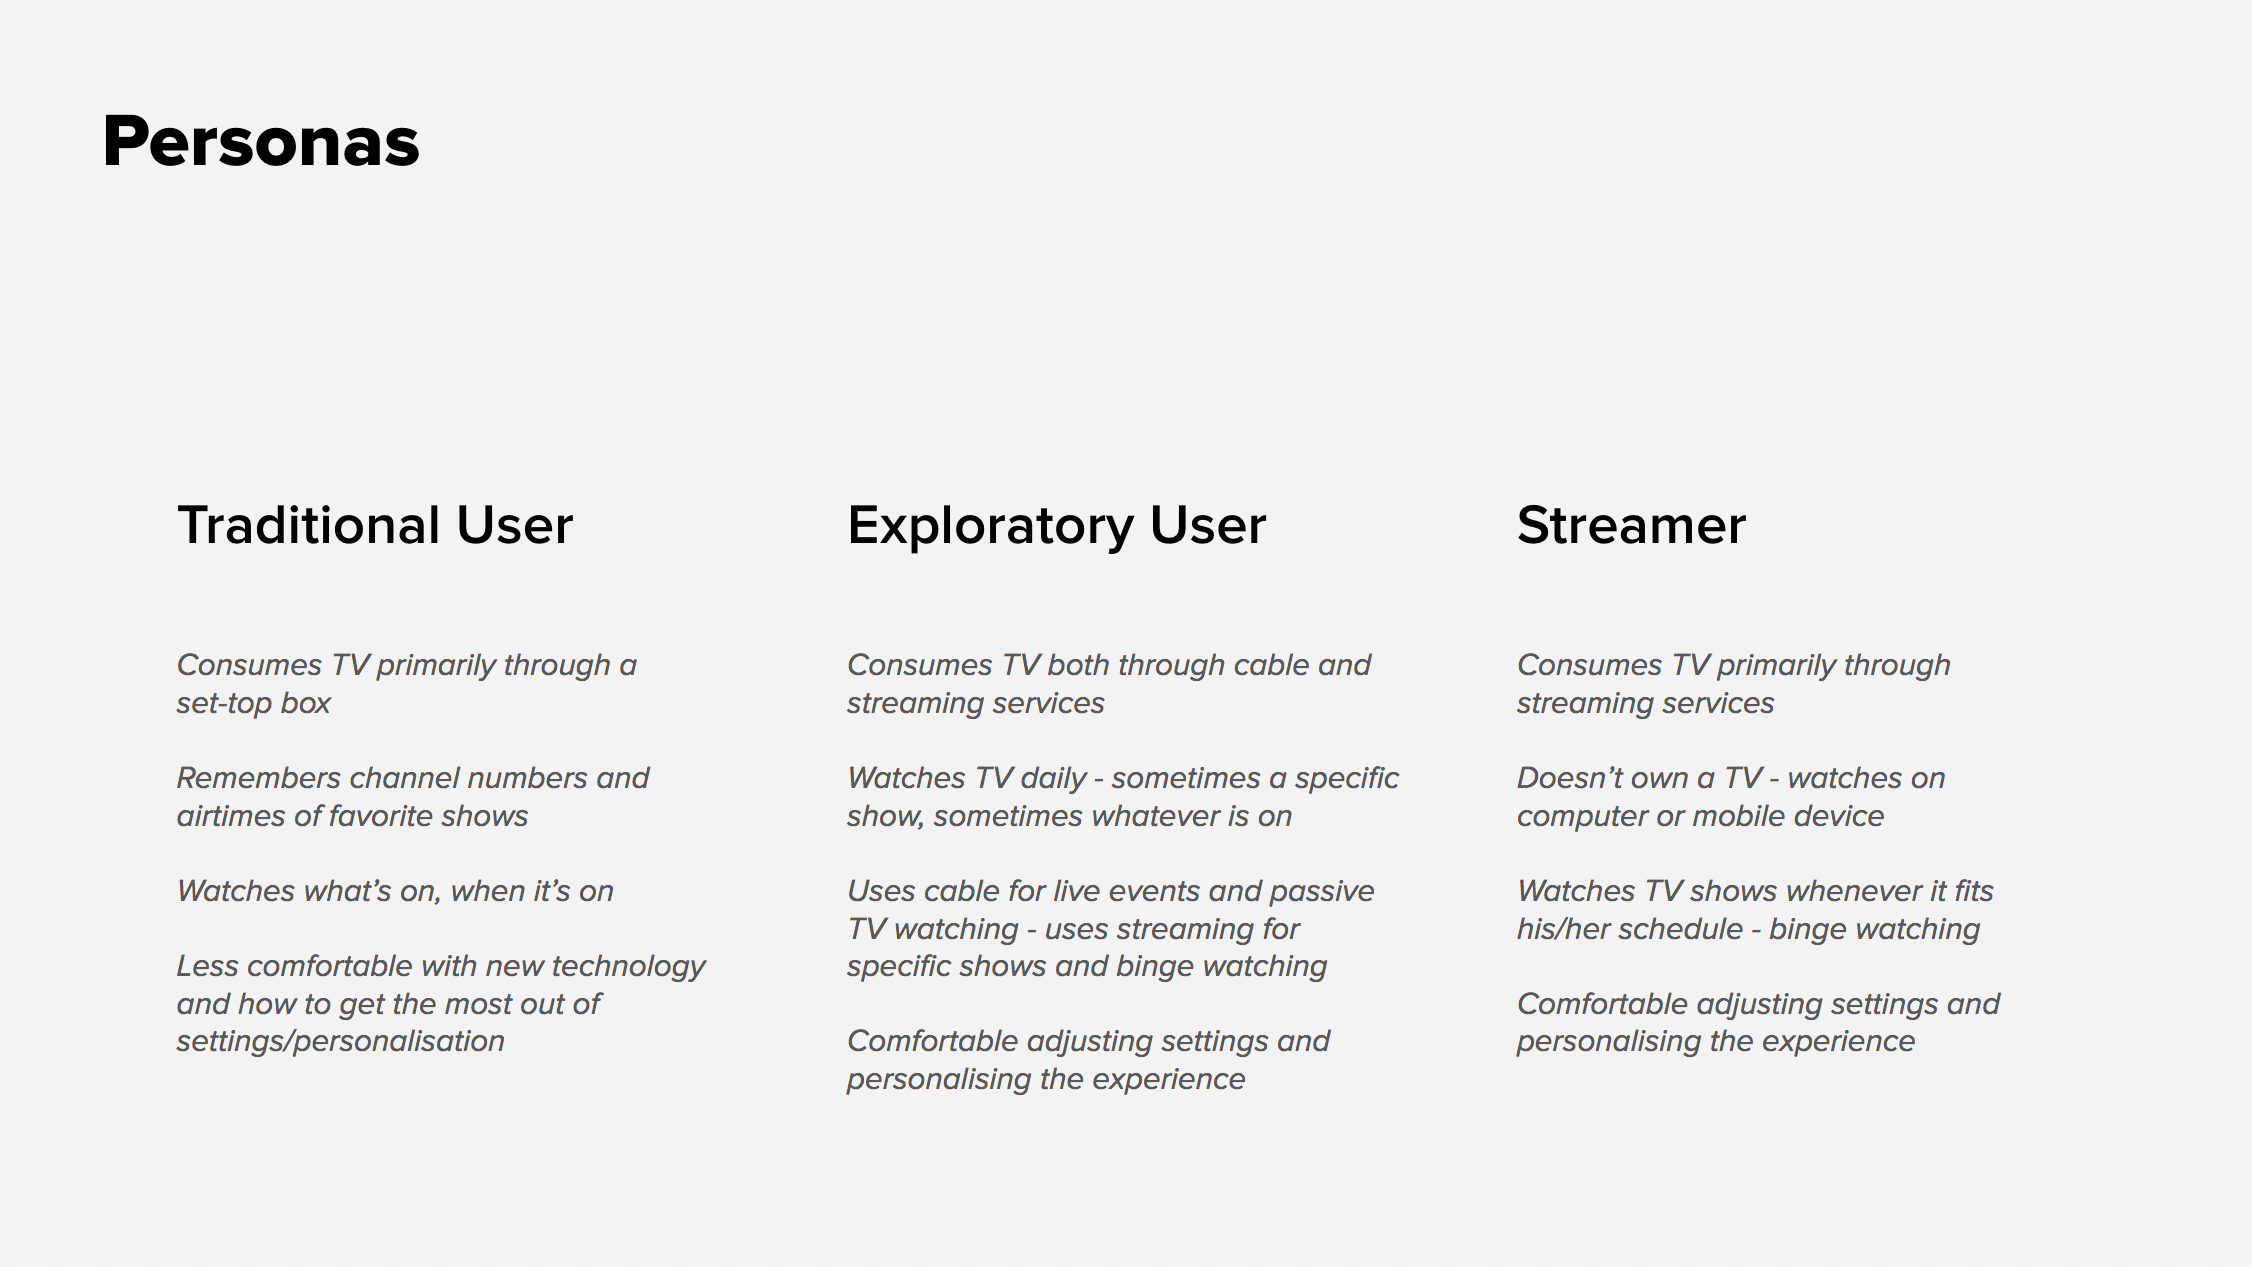 Personas
Traditional User
Consumes TV primarily through a
set-top box
Remembers channel numbers and
airtimes of favorite shows
Watches what’s on, when it’s on
Less comfortable with new technology
and how to get the most out of
settings/personalisation
Exploratory User
Consumes TV both through cable and
streaming services
Watches TV daily - sometimes a specific
show, sometimes whatever is on
Uses cable for live events and passive
TV watching - uses streaming for
specific shows and binge watching
Comfortable adjusting settings and
personalising the experience
Streamer
Consumes TV primarily through
streaming services
Doesn’t own a TV - watches on
computer or mobile device
Watches TV shows whenever it fits
his/her schedule - binge watching
Comfortable adjusting settings and
personalising the experience